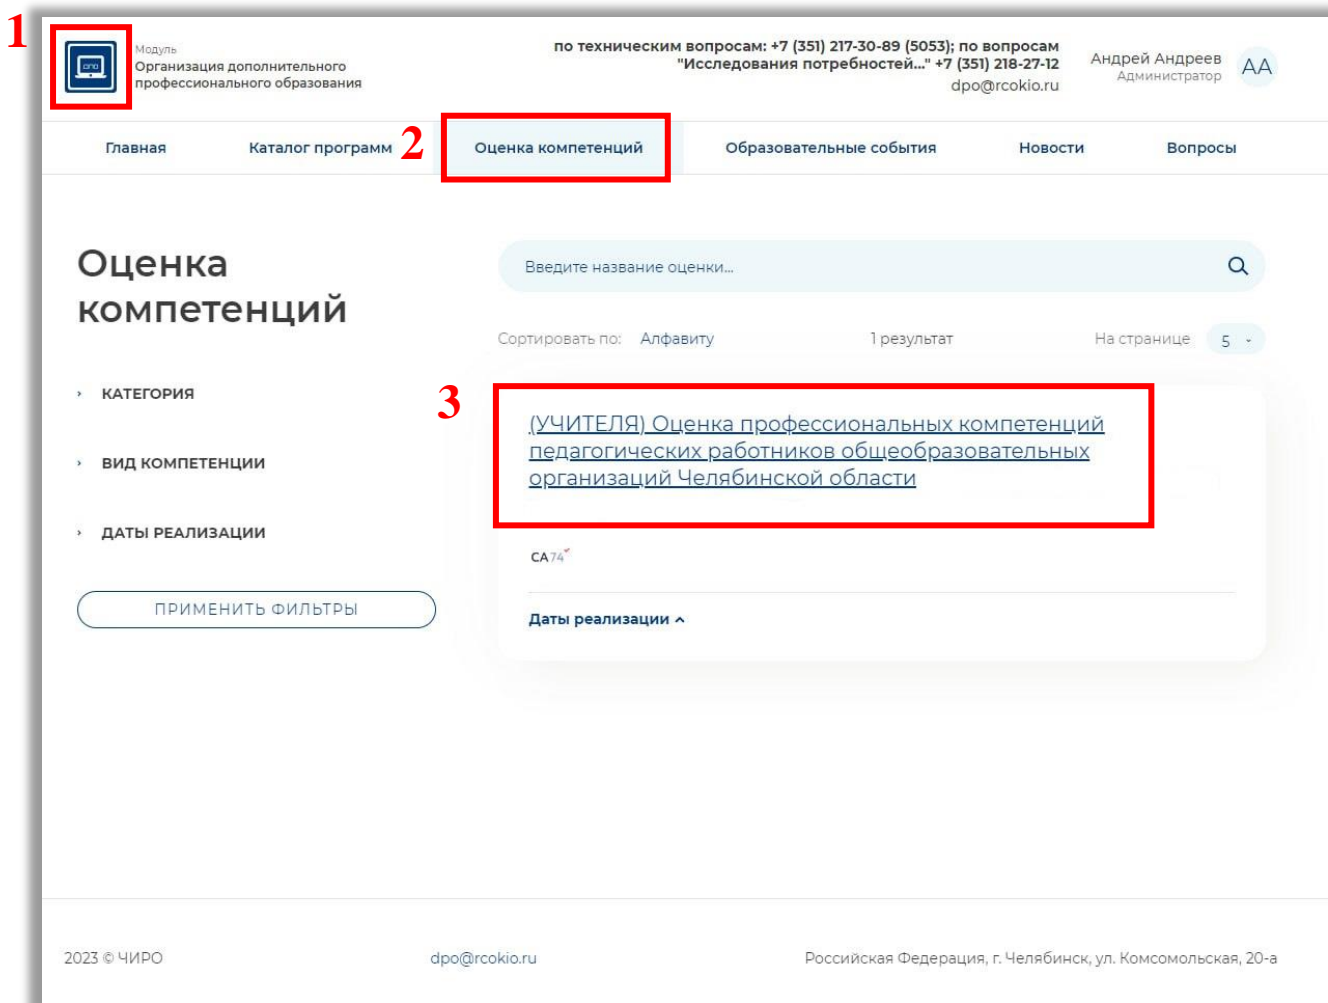 1
Модуль
Организация дополнительного
профессионального образования
по техническим вопросам: +7 (351) 217-30-89 (5053); по вопросам
"Исследования потребностей..." +7 (351) 218-27-12
dpo@rcokio.ru
Андрей Андреев
Администратор
АА
Главная
Каталог программ
2
Оценка компетенций
Образовательные события
Новости
Вопросы
Оценка
компетенций
Введите название оценки...
Сортировать по: Алфавиту
1 результат
На странице 5
КАТЕГОРИЯ
ВИД КОМПЕТЕНЦИИ
ДАТЫ РЕАЛИЗАЦИИ
ПРИМЕНИТЬ ФИЛЬТРЫ
3
(УЧИТЕЛЯ) Оценка профессиональных компетенций
педагогических работников общеобразовательных
организаций Челябинской области
СА74
Даты реализации
2023 © ЧИРО
dpo@rcokio.ru
Российская Федерация, г. Челябинск, ул. Комсомольская, 20-а